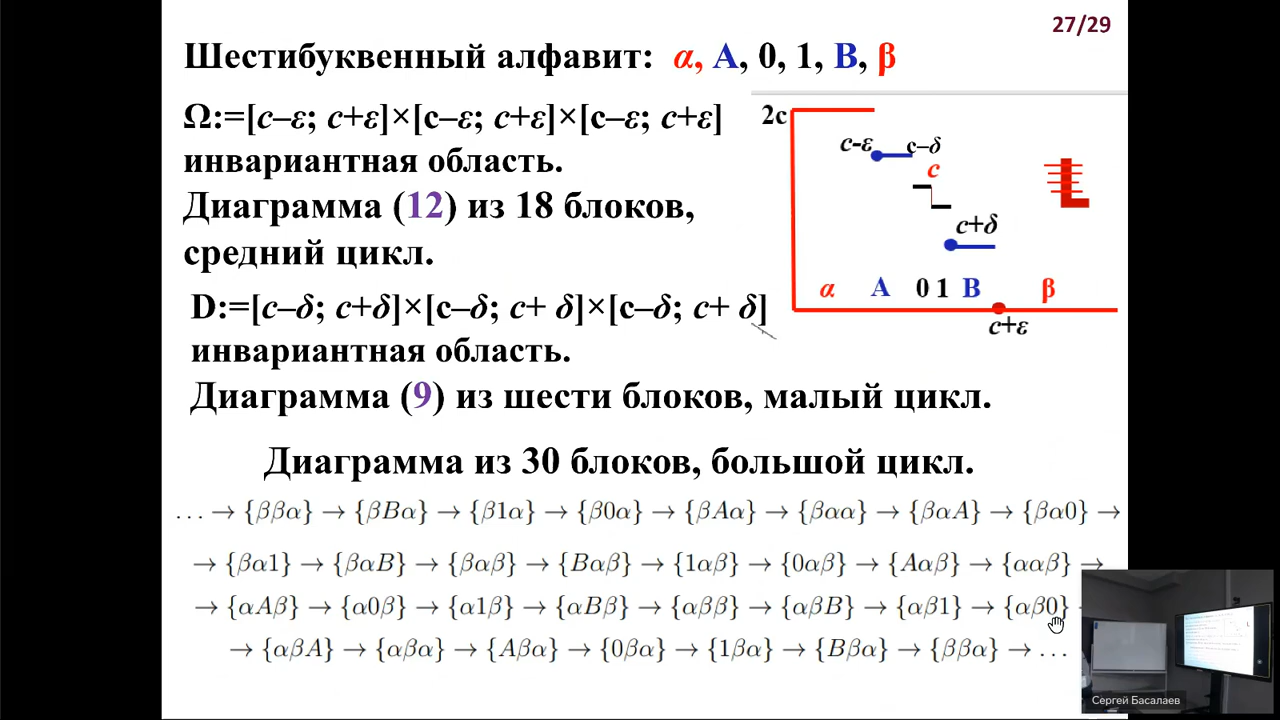 27/29
Шестибуквенный алфавит: α, A, 0, 1, B, β
Ω:=[c–ε; c+ε]×[c–ε; c+ε]×[c–ε; c+ε]
инвариантная область.
Диаграмма (12) из 18 блоков,
средний цикл.
D:=[c–δ; c+δ]×[c–δ; c+ δ]×[c–δ; c+ δ]
инвариантная область.
Диаграмма (9) из шести блоков, малый цикл.
2c
c-ε c–δ
c
c+δ
α A 0 1 B β
c+ε
L
Диаграмма из 30 блоков, большой цикл.
… → {ββα} → {βBα} → {β1α} → {β0α} → {βAα} → {βαα} → {βαA} → {βα0} →
→ {βα1} → {βαB} → {βαβ} → {Bαβ} → {1αβ} → {0αβ} → {Aαβ} → {ααβ} →
→ {αAβ} → {α0β} → {α1β} → {αBβ} → {αββ} → {αβB} → {αβ1} → {αβ0} →
→ {αβA} → {αβα} → {Aβα} → {0βα} → {1βα} → {Bβα} → {ββα} → …
Сергей Басалаев